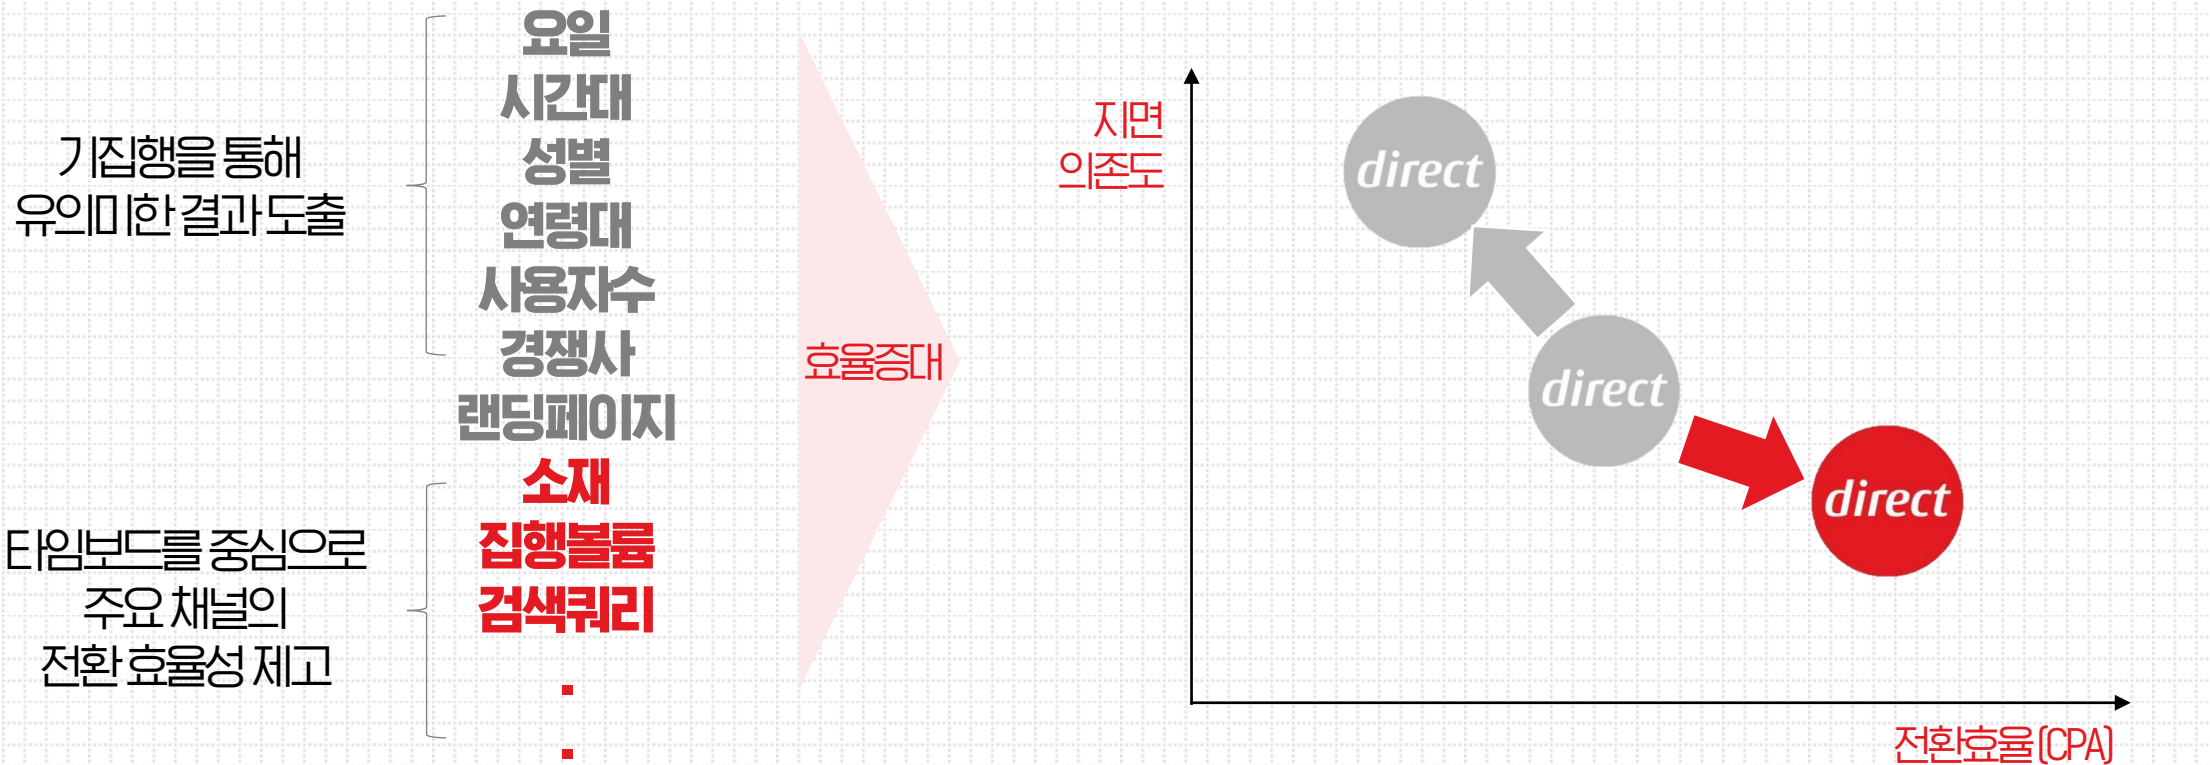 기집행을 통해
유의미한 결과 도출
타임보드를 중심으로
주요 채널의
전환 효율성 제고
요일
시간대
성별
연령대
사용자수
경쟁사
랜딩페이지
소재
집행볼륨
검색쿼리
.
.
효율증대
지면
의존도
direct
direct
direct
전환효율(CPA)